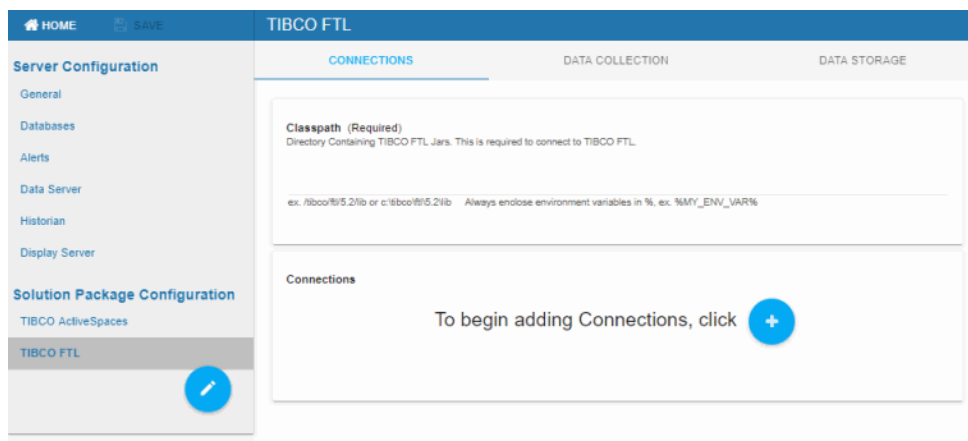 HOME SAVE TIBCO FTL
CONNECTIONS DATA COLLECTION DATA STORAGE
Server Configuration
General
Databases
Alerts
Data Server
Historian
Display Server
Solution Package Configuration
TIBCO ActiveSpaces
TIBCO FTL
Classpath (Required)
Directory Containing TIBCO FTL Jars. This is required to connect to TIBCO FTL.
ex. /tibco/ftl/5.2/lib or c:\tibco\ftl\5.2\lib Always enclose environment variables in %, ex. %MY_ENV_VAR%
Connections
To begin adding Connections, click